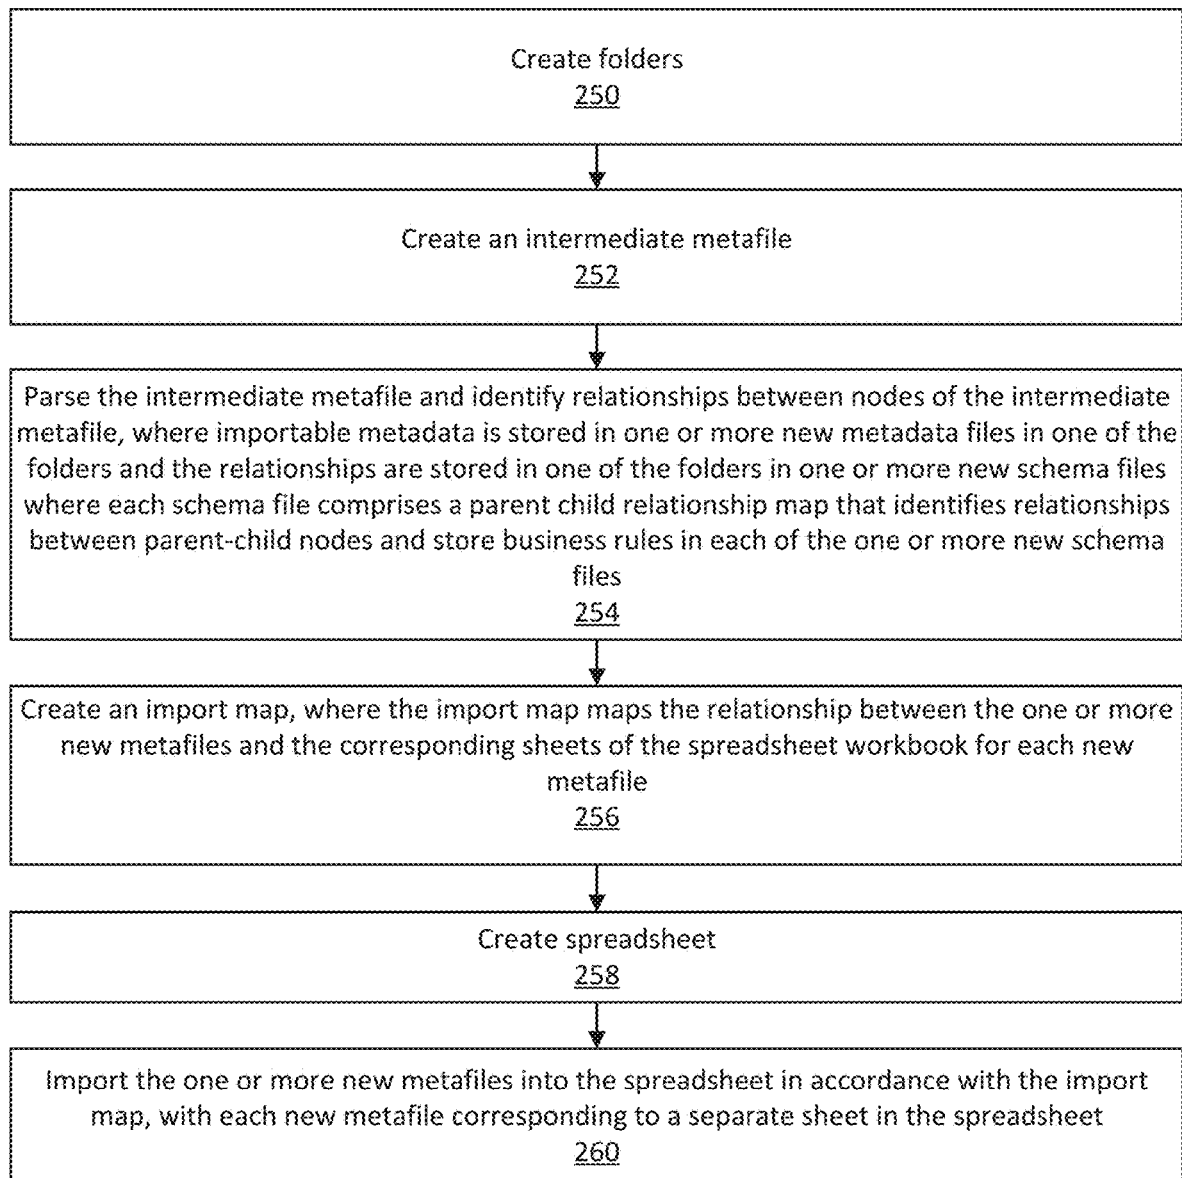 Create folders
250
Create an intermediate metafile
252
Parse the intermediate metafile and identify relationships between nodes of the intermediate
metafile, where importable metadata is stored in one or more new metadata files in one of the
folders and the relationships are stored in one of the folders in one or more new schema files
where each schema file comprises a parent child relationship map that identifies relationships
between parent-child nodes and store business rules in each of the one or more new schema
files
254
Create an import map, where the import map maps the relationship between the one or more
new metafiles and the corresponding sheets of the spreadsheet workbook for each new
metafile
256
Create spreadsheet
258
Import the one or more new metafiles into the spreadsheet in accordance with the import
map, with each new metafile corresponding to a separate sheet in the spreadsheet
260